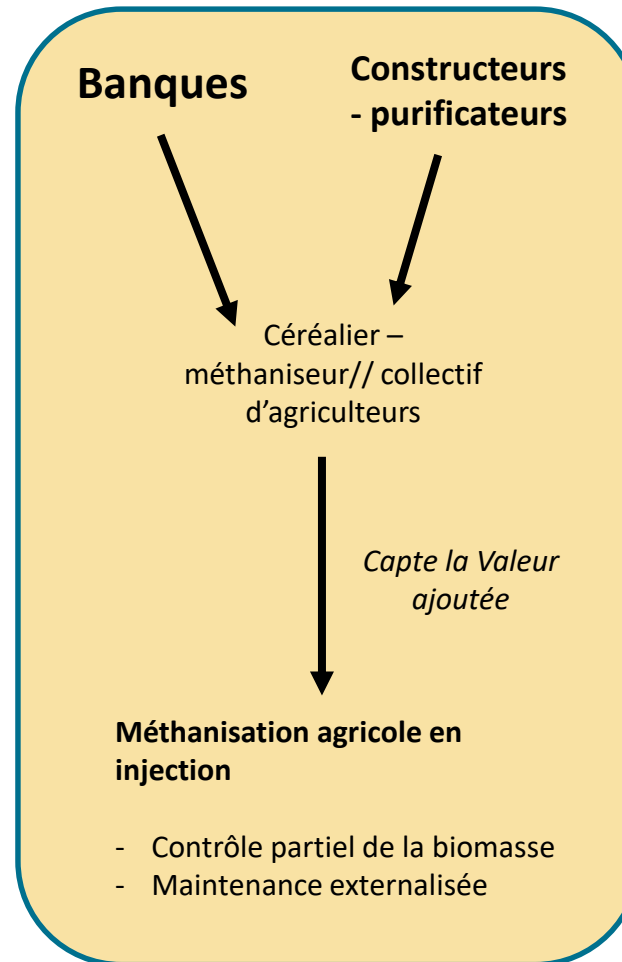 Banques
Constructeurs
- purificateurs
Céréalier –
méthaniseur// collectif
d’agriculteurs
Capte la Valeur
ajoutée
Méthanisation agricole en
injection
- Contrôle partiel de la biomasse
- Maintenance externalisée